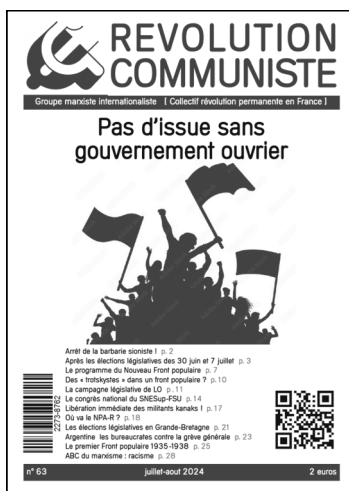 REVOLUTION
COMMUNISTE
Groupe marxiste internationaliste [ Collectif révolution permanente en France ]
Pas d'issue sans
gouvernement ouvrier
Arrêt de la barbarie sioniste ! p. 2
Après les élections législatives des 30 juin et 7 juillet p. 3
Le programme du Nouveau Front populaire p. 7
Des « trotskystes » dans un front populaire ? p. 10
La campagne législative de LO p. 11
Le congrès national du SNESup-FSU p. 14
Libération immédiate des militants kanaks ! p. 17
Où va le NPA-R ? p. 18
Les élections législatives en Grande-Bretagne p. 21
Argentine les bureaucrates contre la grève générale p. 23
Le premier Front populaire 1935-1938 p. 25
ABC du marxisme : racisme p. 28
2273-8762
n° 63 juillet-aout 2024 2 euros